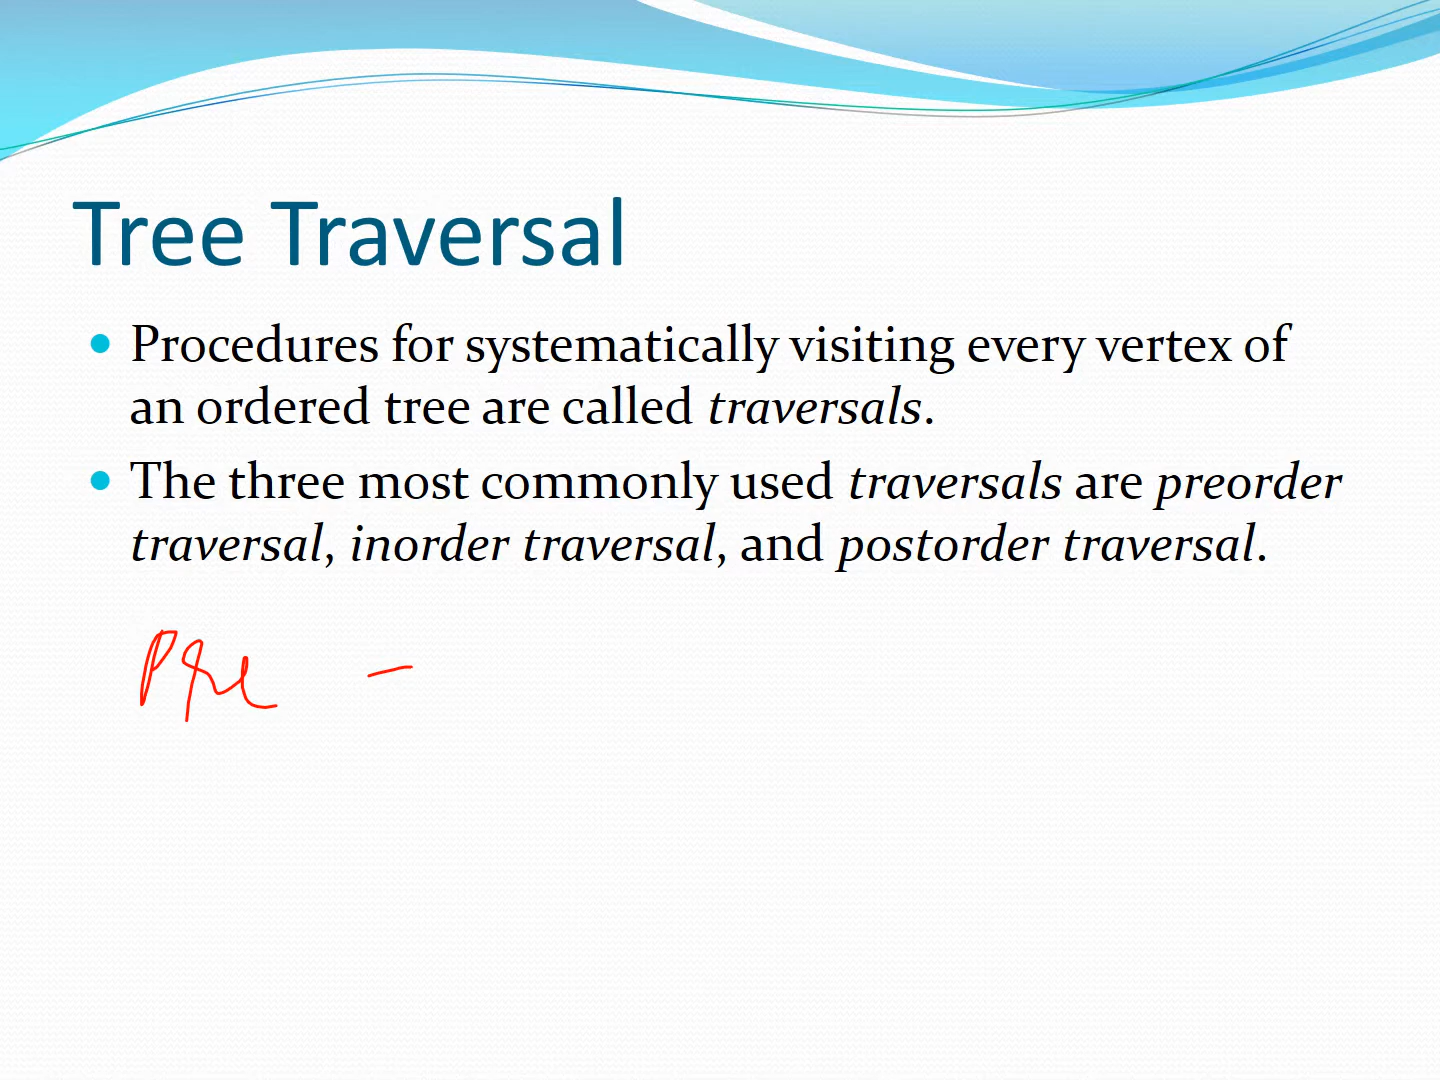 Tree Traversal
• Procedures for systematically visiting every vertex of
an ordered tree are called traversals.
• The three most commonly used traversals are preorder
traversal, inorder traversal, and postorder traversal.
Pre –